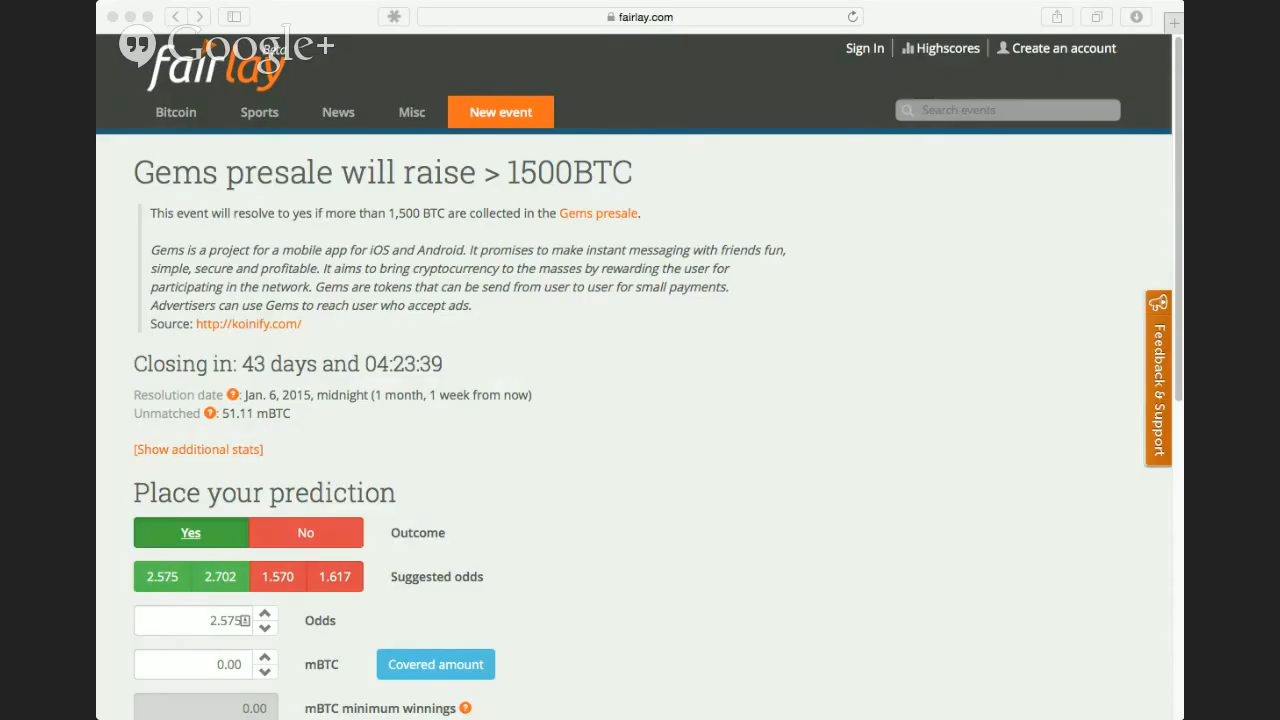 fairlay.com
Google+
fairlay Beta
Sign In Highscores Create an account
Bitcoin Sports News Misc New event Search events
Gems presale will raise > 1500BTC
This event will resolve to yes if more than 1,500 BTC are collected in the Gems presale.
Gems is a project for a mobile app for iOS and Android. It promises to make instant messaging with friends fun,
simple, secure and profitable. It aims to bring cryptocurrency to the masses by rewarding the user for
participating in the network. Gems are tokens that can be send from user to user for small payments.
Advertisers can use Gems to reach user who accept ads.
Source: http://koinify.com/
Closing in: 43 days and 04:23:39
Resolution date ?: Jan. 6, 2015, midnight (1 month, 1 week from now)
Unmatched ?: 51.11 mBTC
[Show additional stats]
Feedback & Support
Place your prediction
Yes No Outcome
2.575 2.702 1.570 1.617 Suggested odds
2.575 Odds
0.00 mBTC Covered amount
0.00 mBTC minimum winnings ?